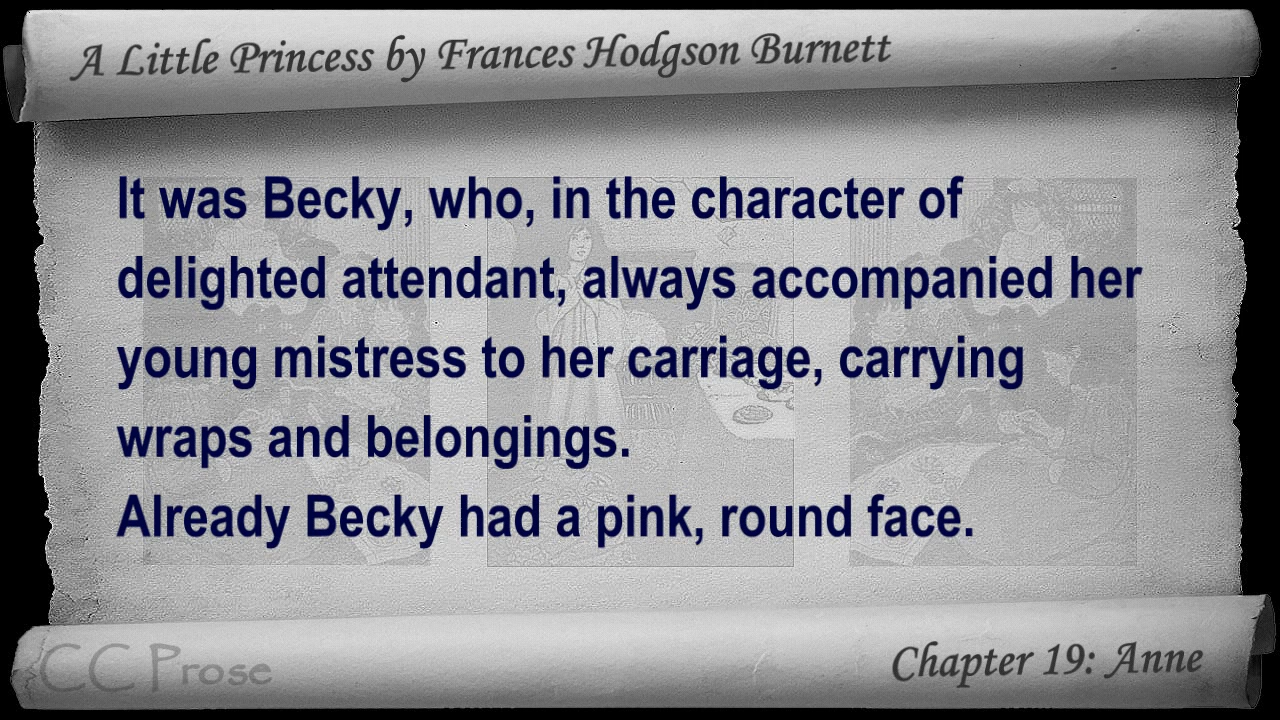 A Little Princess by Frances Hodgson Burnett
It was Becky, who, in the character of
delighted attendant, always accompanied her
young mistress to her carriage, carrying
wraps and belongings.
Already Becky had a pink, round face.
CC Prose
Chapter 19: Anne